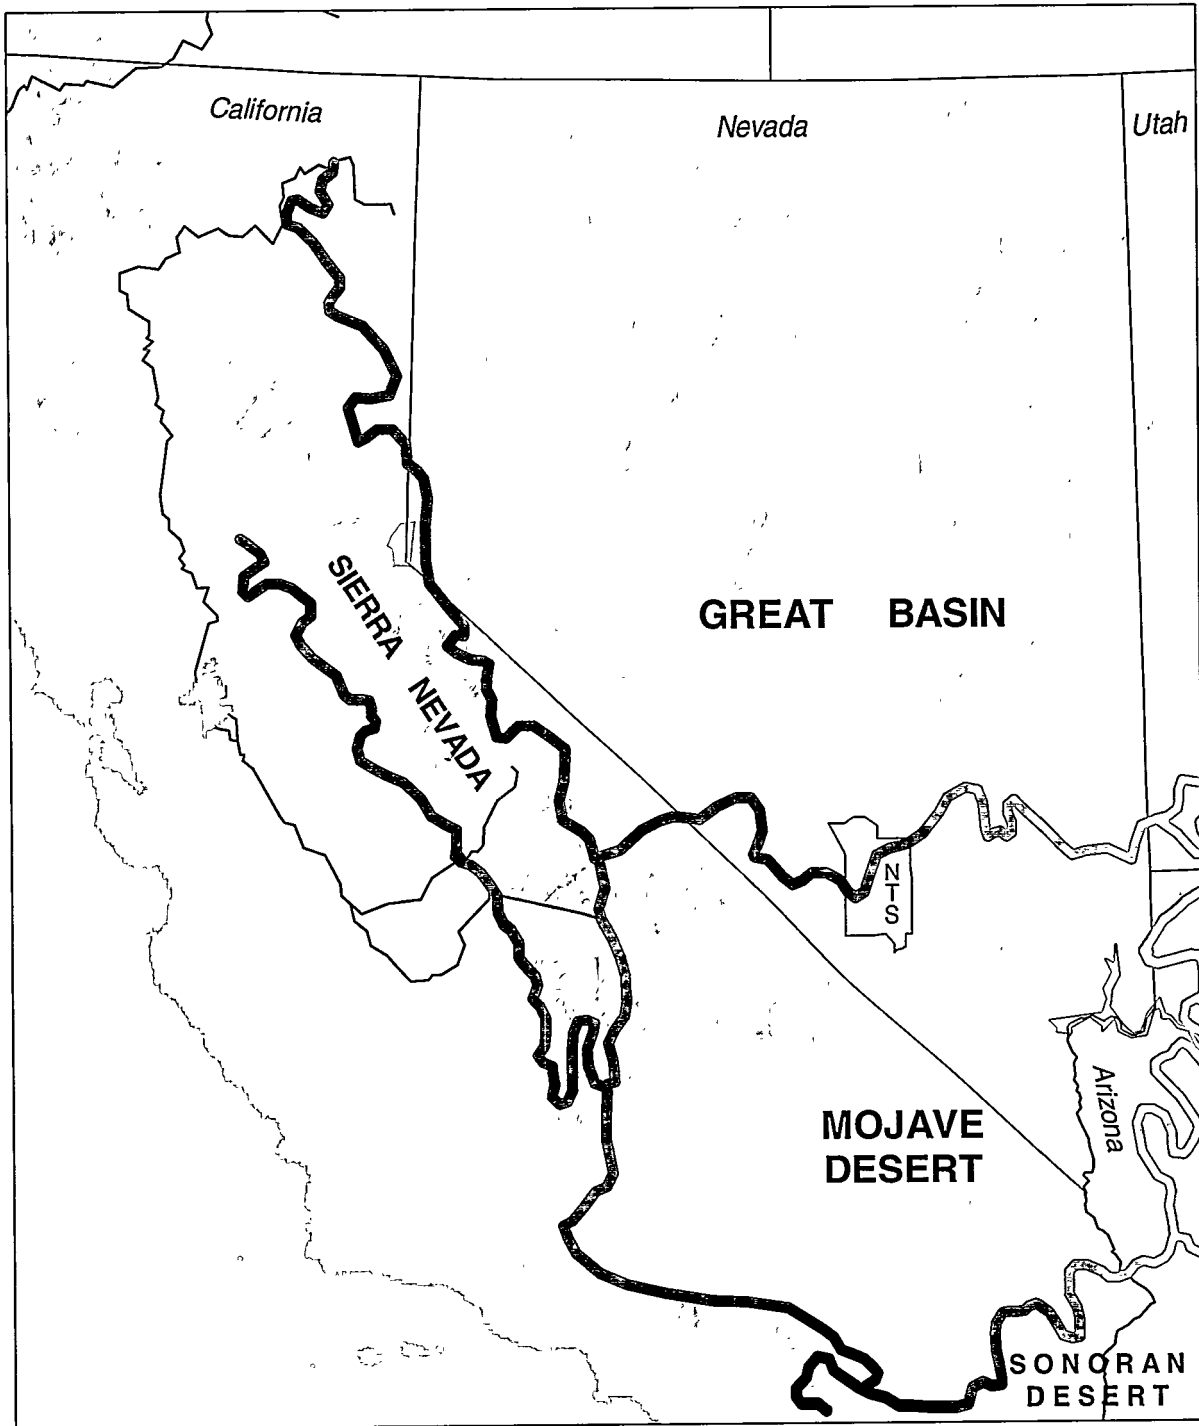 California
Nevada
Utah
SIERRA NEVADA
GREAT BASIN
NTS
Arizona
MOJAVE
DESERT
SONORAN
DESERT